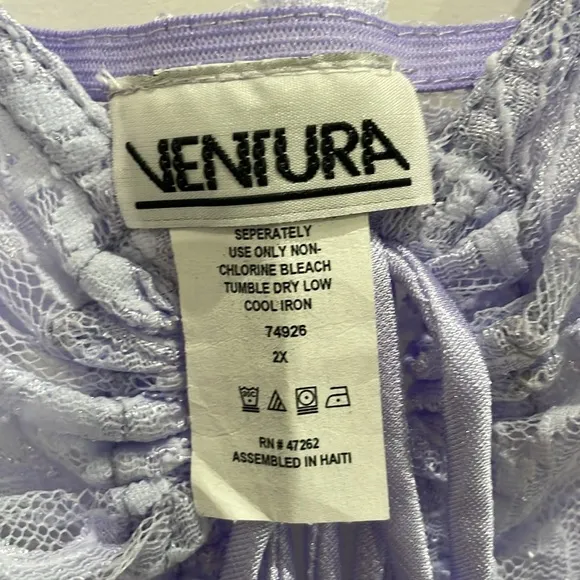 VENTURA
SEPERATELY
USE ONLY NON-
CHLORINE BLEACH
TUMBLE DRY LOW
COOL IRON
74926
2X
RN # 47262
ASSEMBLED IN HAITI